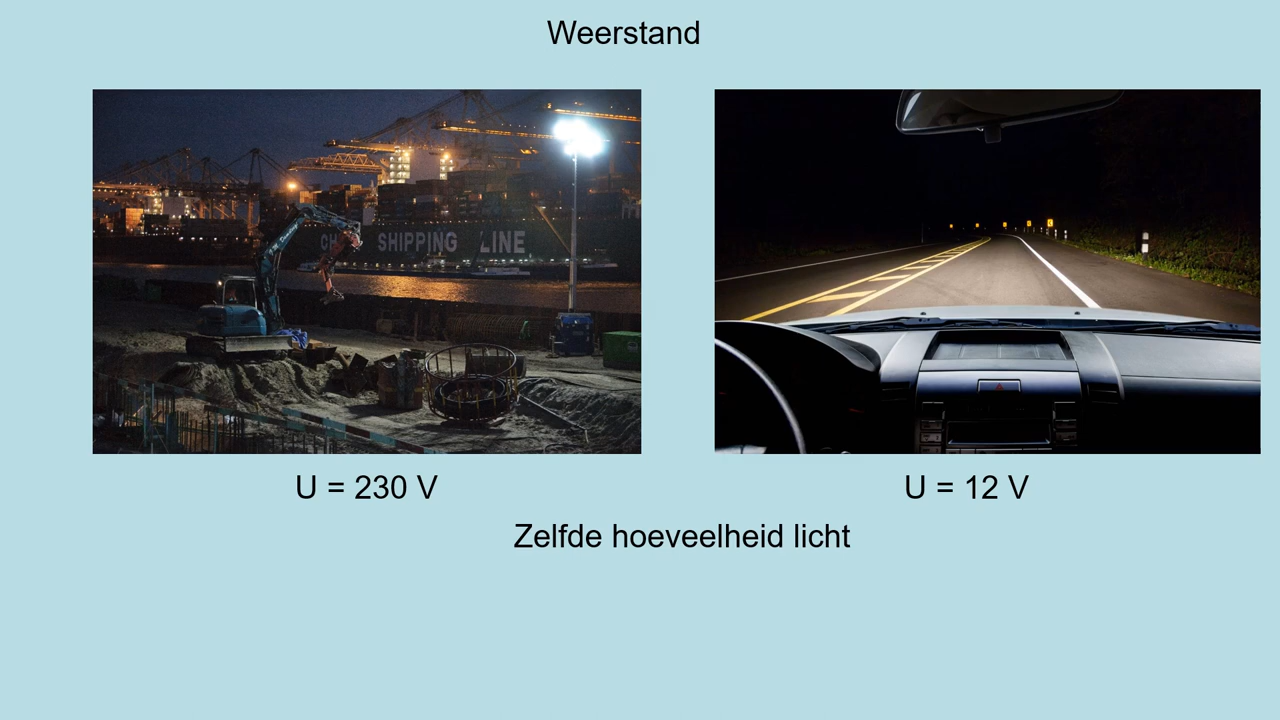 Weerstand
SHIPPING LINE
U = 230 V
U = 12 V
Zelfde hoeveelheid licht